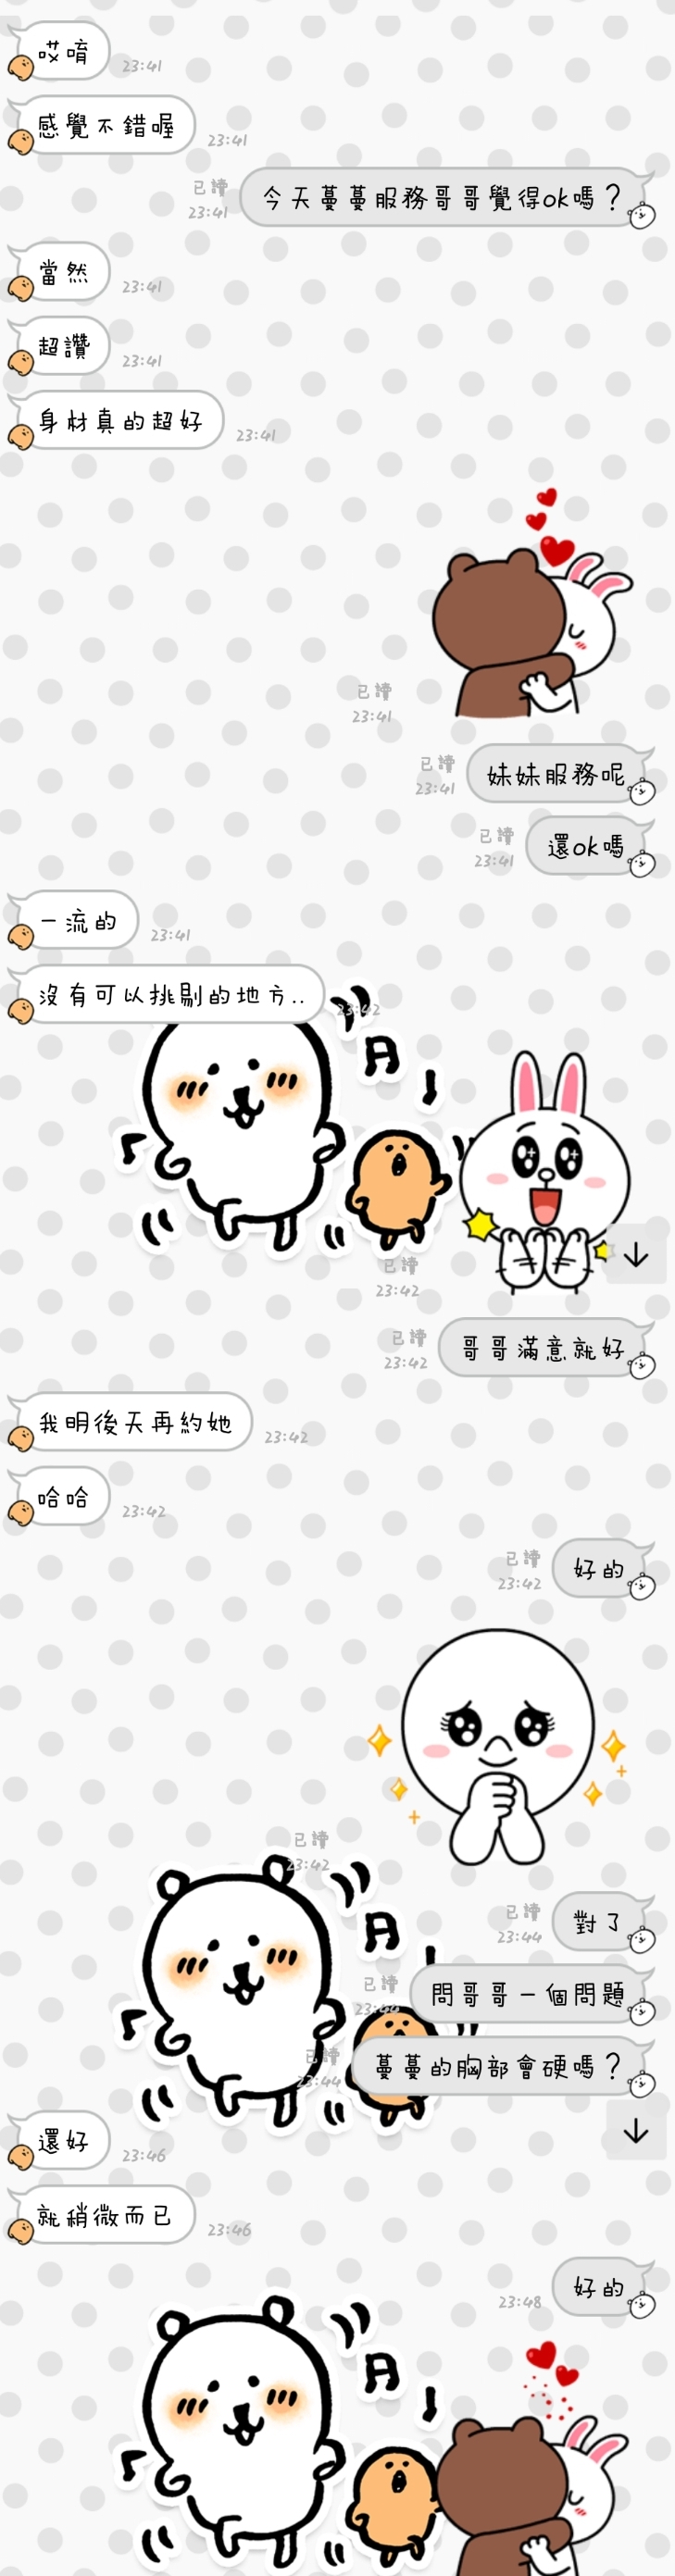 哎唷
23:41
感覺不錯喔
23:41
已讀
23:41
今天蔓蔓服務哥哥覺得ok嗎？
當然
23:41
超讚
23:41
身材真的超好
23:41
已讀
23:41
已讀
23:41
妹妹服務呢
已讀
23:41
還ok嗎
一流的
23:41
沒有可以挑剔的地方..
23:42
已讀
23:42
已讀
23:42
哥哥滿意就好
我明後天再約她
23:42
哈哈
23:42
已讀
23:42
好的
已讀
23:42
已讀
23:44
對了
已讀
23:44
問哥哥一個問題
已讀
23:44
蔓蔓的胸部會硬嗎？
還好
23:46
就稍微而已
23:46
23:48
好的